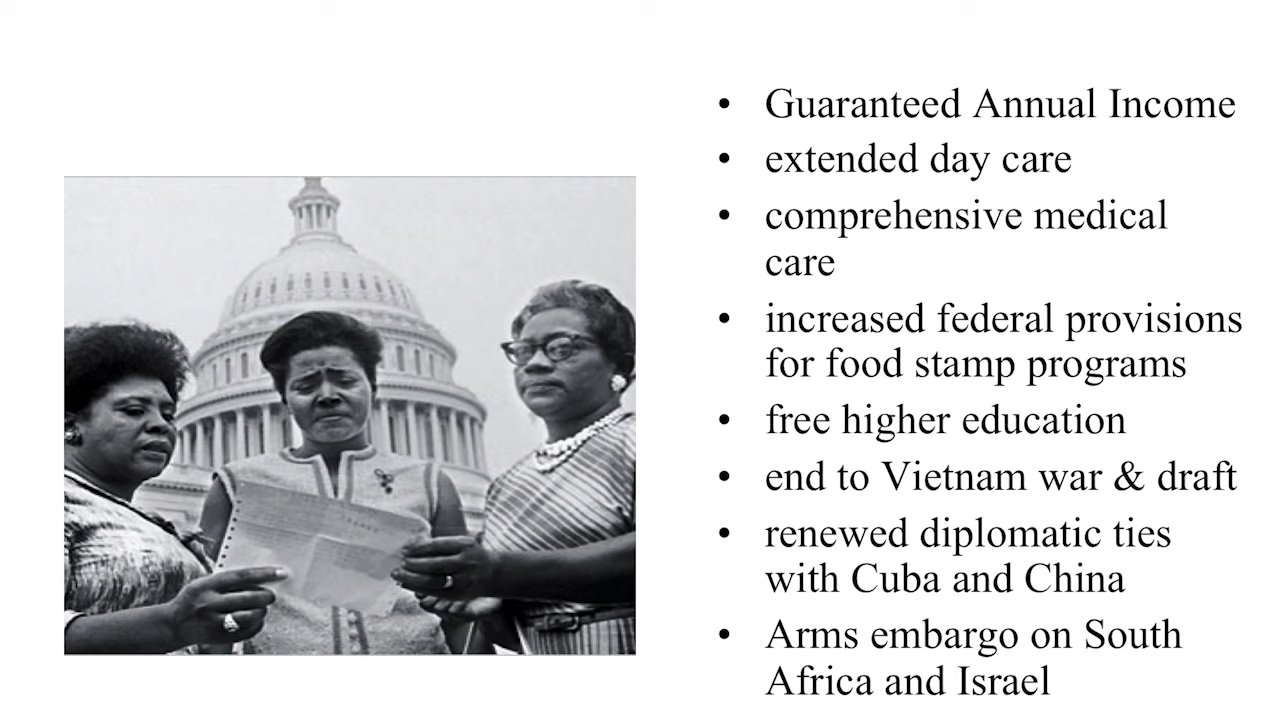 • Guaranteed Annual Income
• extended day care
• comprehensive medical
care
• increased federal provisions
for food stamp programs
• free higher education
• end to Vietnam war & draft
• renewed diplomatic ties
with Cuba and China
• Arms embargo on South
Africa and Israel